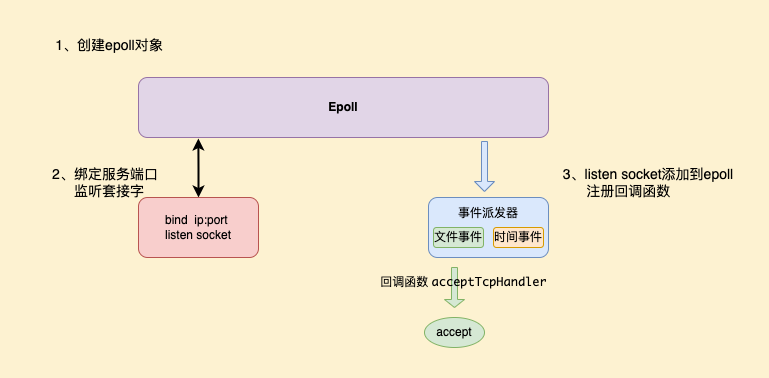 1、创建epoll对象
Epoll
2、绑定服务端口
监听套接字
3、listen socket添加到epoll
注册回调函数
bind ip:port
listen socket
事件派发器
文件事件 时间事件
回调函数 acceptTcpHandler
accept